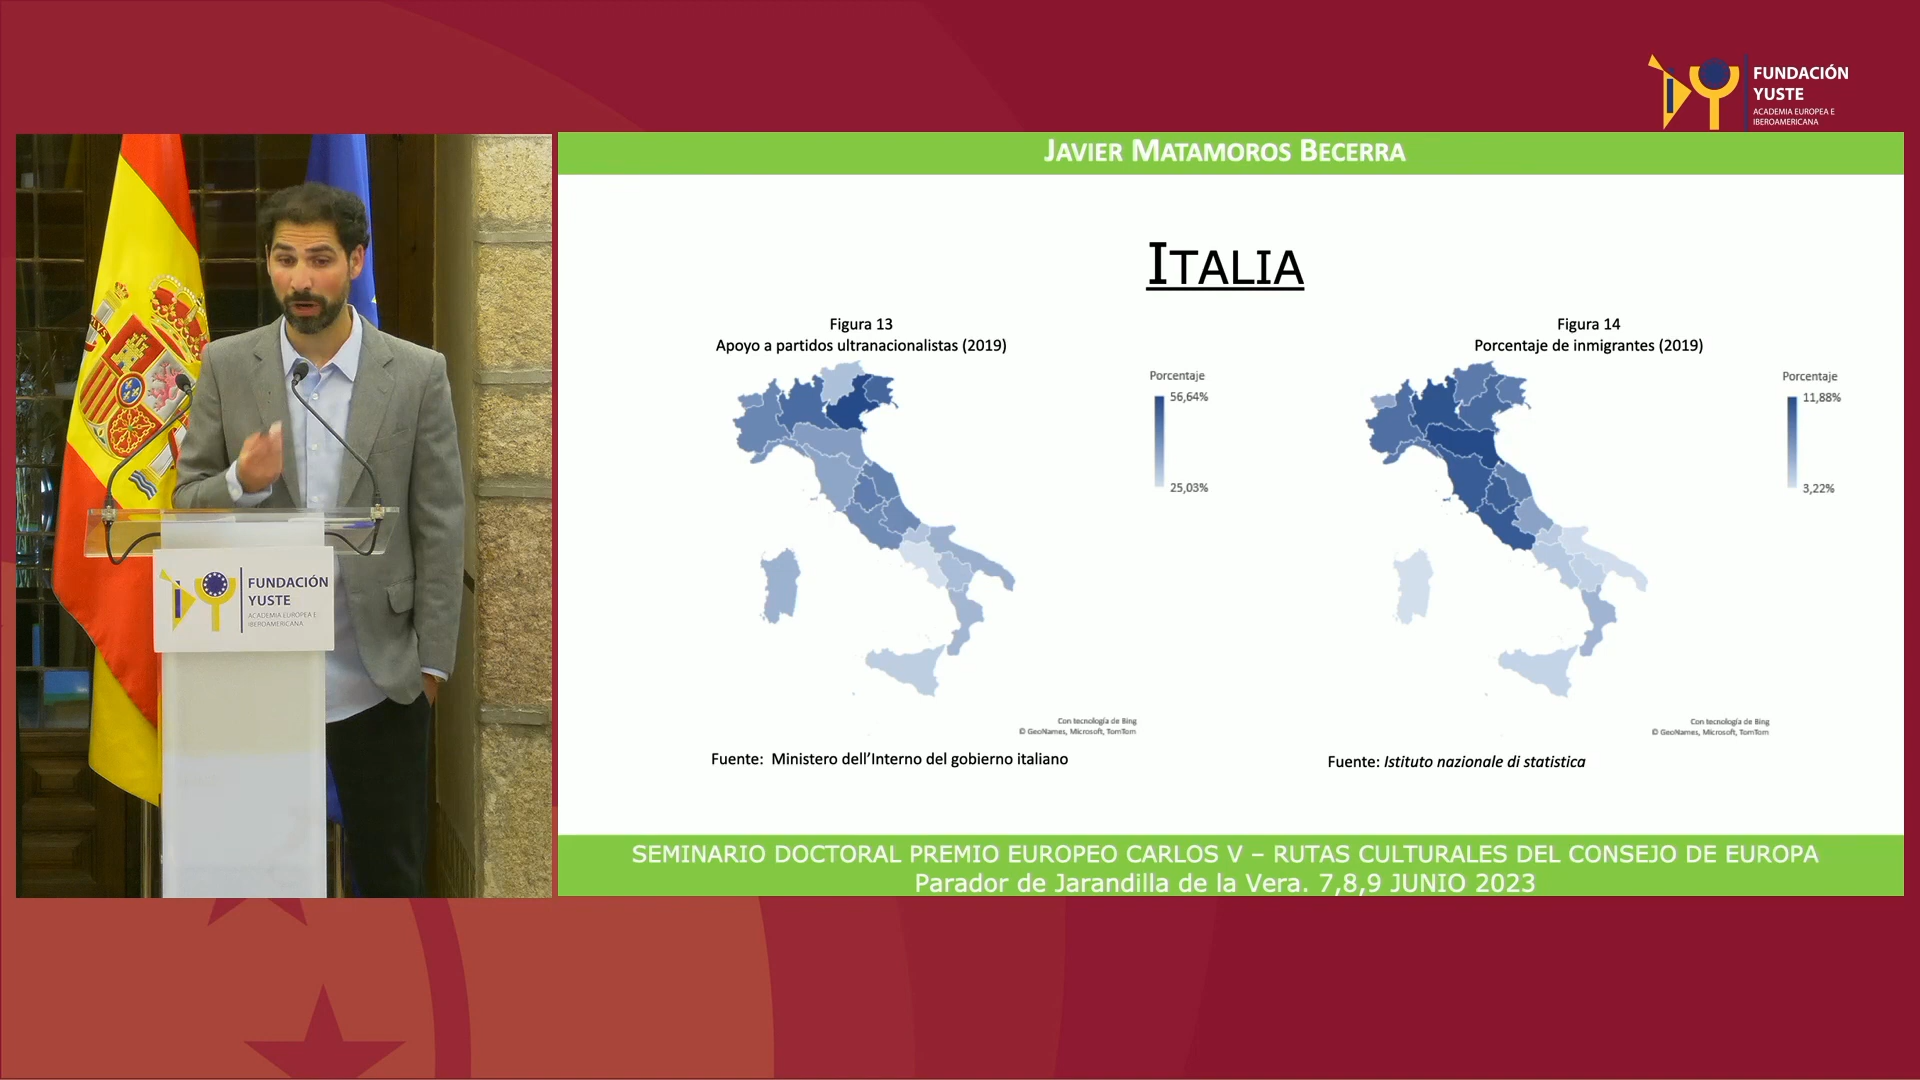 FUNDACIÓN
YUSTE
ACADEMIA EUROPEA E
IBEROAMERICANA
JAVIER MATAMOROS BECERRA
ITALIA
Figura 13
Apoyo a partidos ultranacionalistas (2019)
Porcentaje
56,64%
25,03%
Con tecnología de Bing
© GeoNames, Microsoft, TomTom
Fuente: Ministero dell'Interno del gobierno italiano
Figura 14
Porcentaje de inmigrantes (2019)
Porcentaje
11,88%
3,22%
Con tecnología de Bing
© GeoNames, Microsoft, TomTom
Fuente: Istituto nazionale di statistica
FUNDACIÓN
YUSTE
ACADEMIA EUROPEA E
IBEROAMERICANA
SEMINARIO DOCTORAL PREMIO EUROPEO CARLOS V – RUTAS CULTURALES DEL CONSEJO DE EUROPA
Parador de Jarandilla de la Vera. 7,8,9 JUNIO 2023